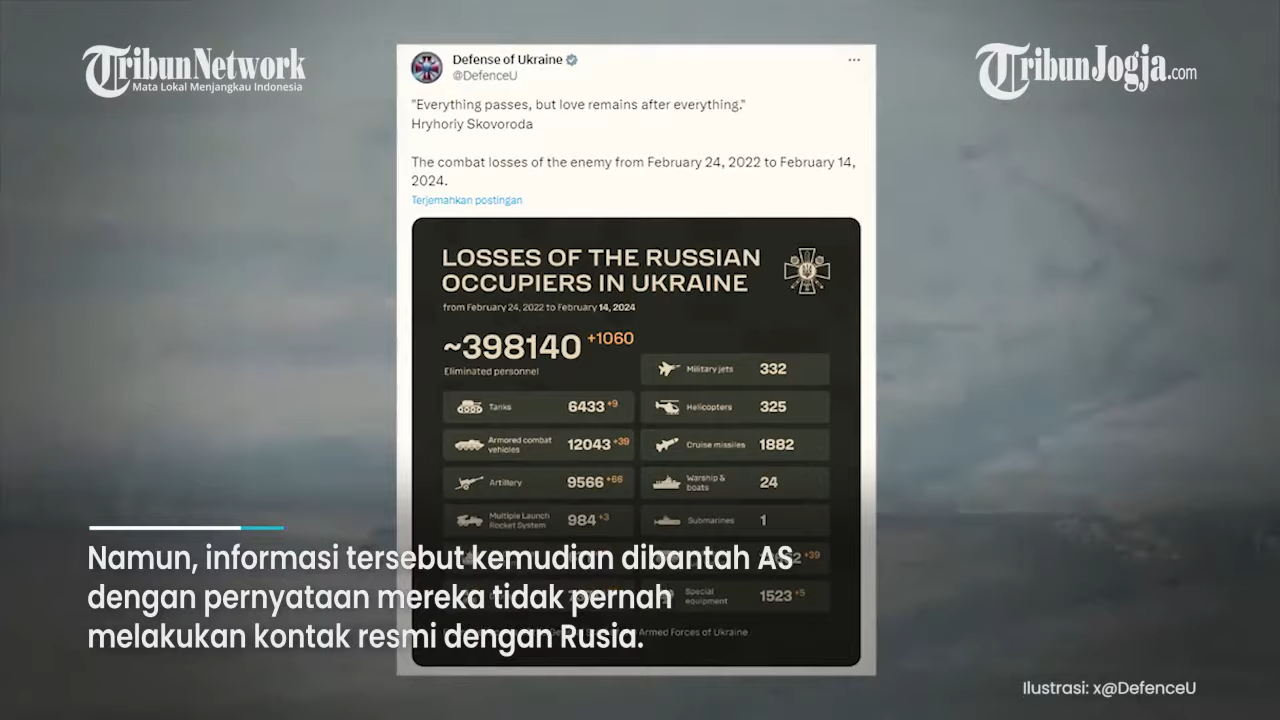 TribunNetwork
Mata Lokal Menjangkau Indonesia
TribunJogja.com
Defense of Ukraine
@DefenceU
"Everything passes, but love remains after everything."
Hryhoriy Skovoroda
The combat losses of the enemy from February 24, 2022 to February 14,
2024.
Terjemahkan postingan
LOSSES OF THE RUSSIAN
OCCUPIERS IN UKRAINE
from February 24, 2022 to February 14, 2024
~398140 +1060
Eliminated personnel
Military jets 332
Tanks 6433 +9
Helicopters 325
Armored combat
vehicles 12043 +39
Cruise missiles 1882
Artillery 9566 +66
Warship &
boats 24
Multiple Launch
Rocket System 984 +3
Submarines 1
+39
Special
equipment 1523 +5
Armed Forces of Ukraine
Namun, informasi tersebut kemudian dibantah AS
dengan pernyataan mereka tidak pernah
melakukan kontak resmi dengan Rusia.
Ilustrasi: x@DefenceU